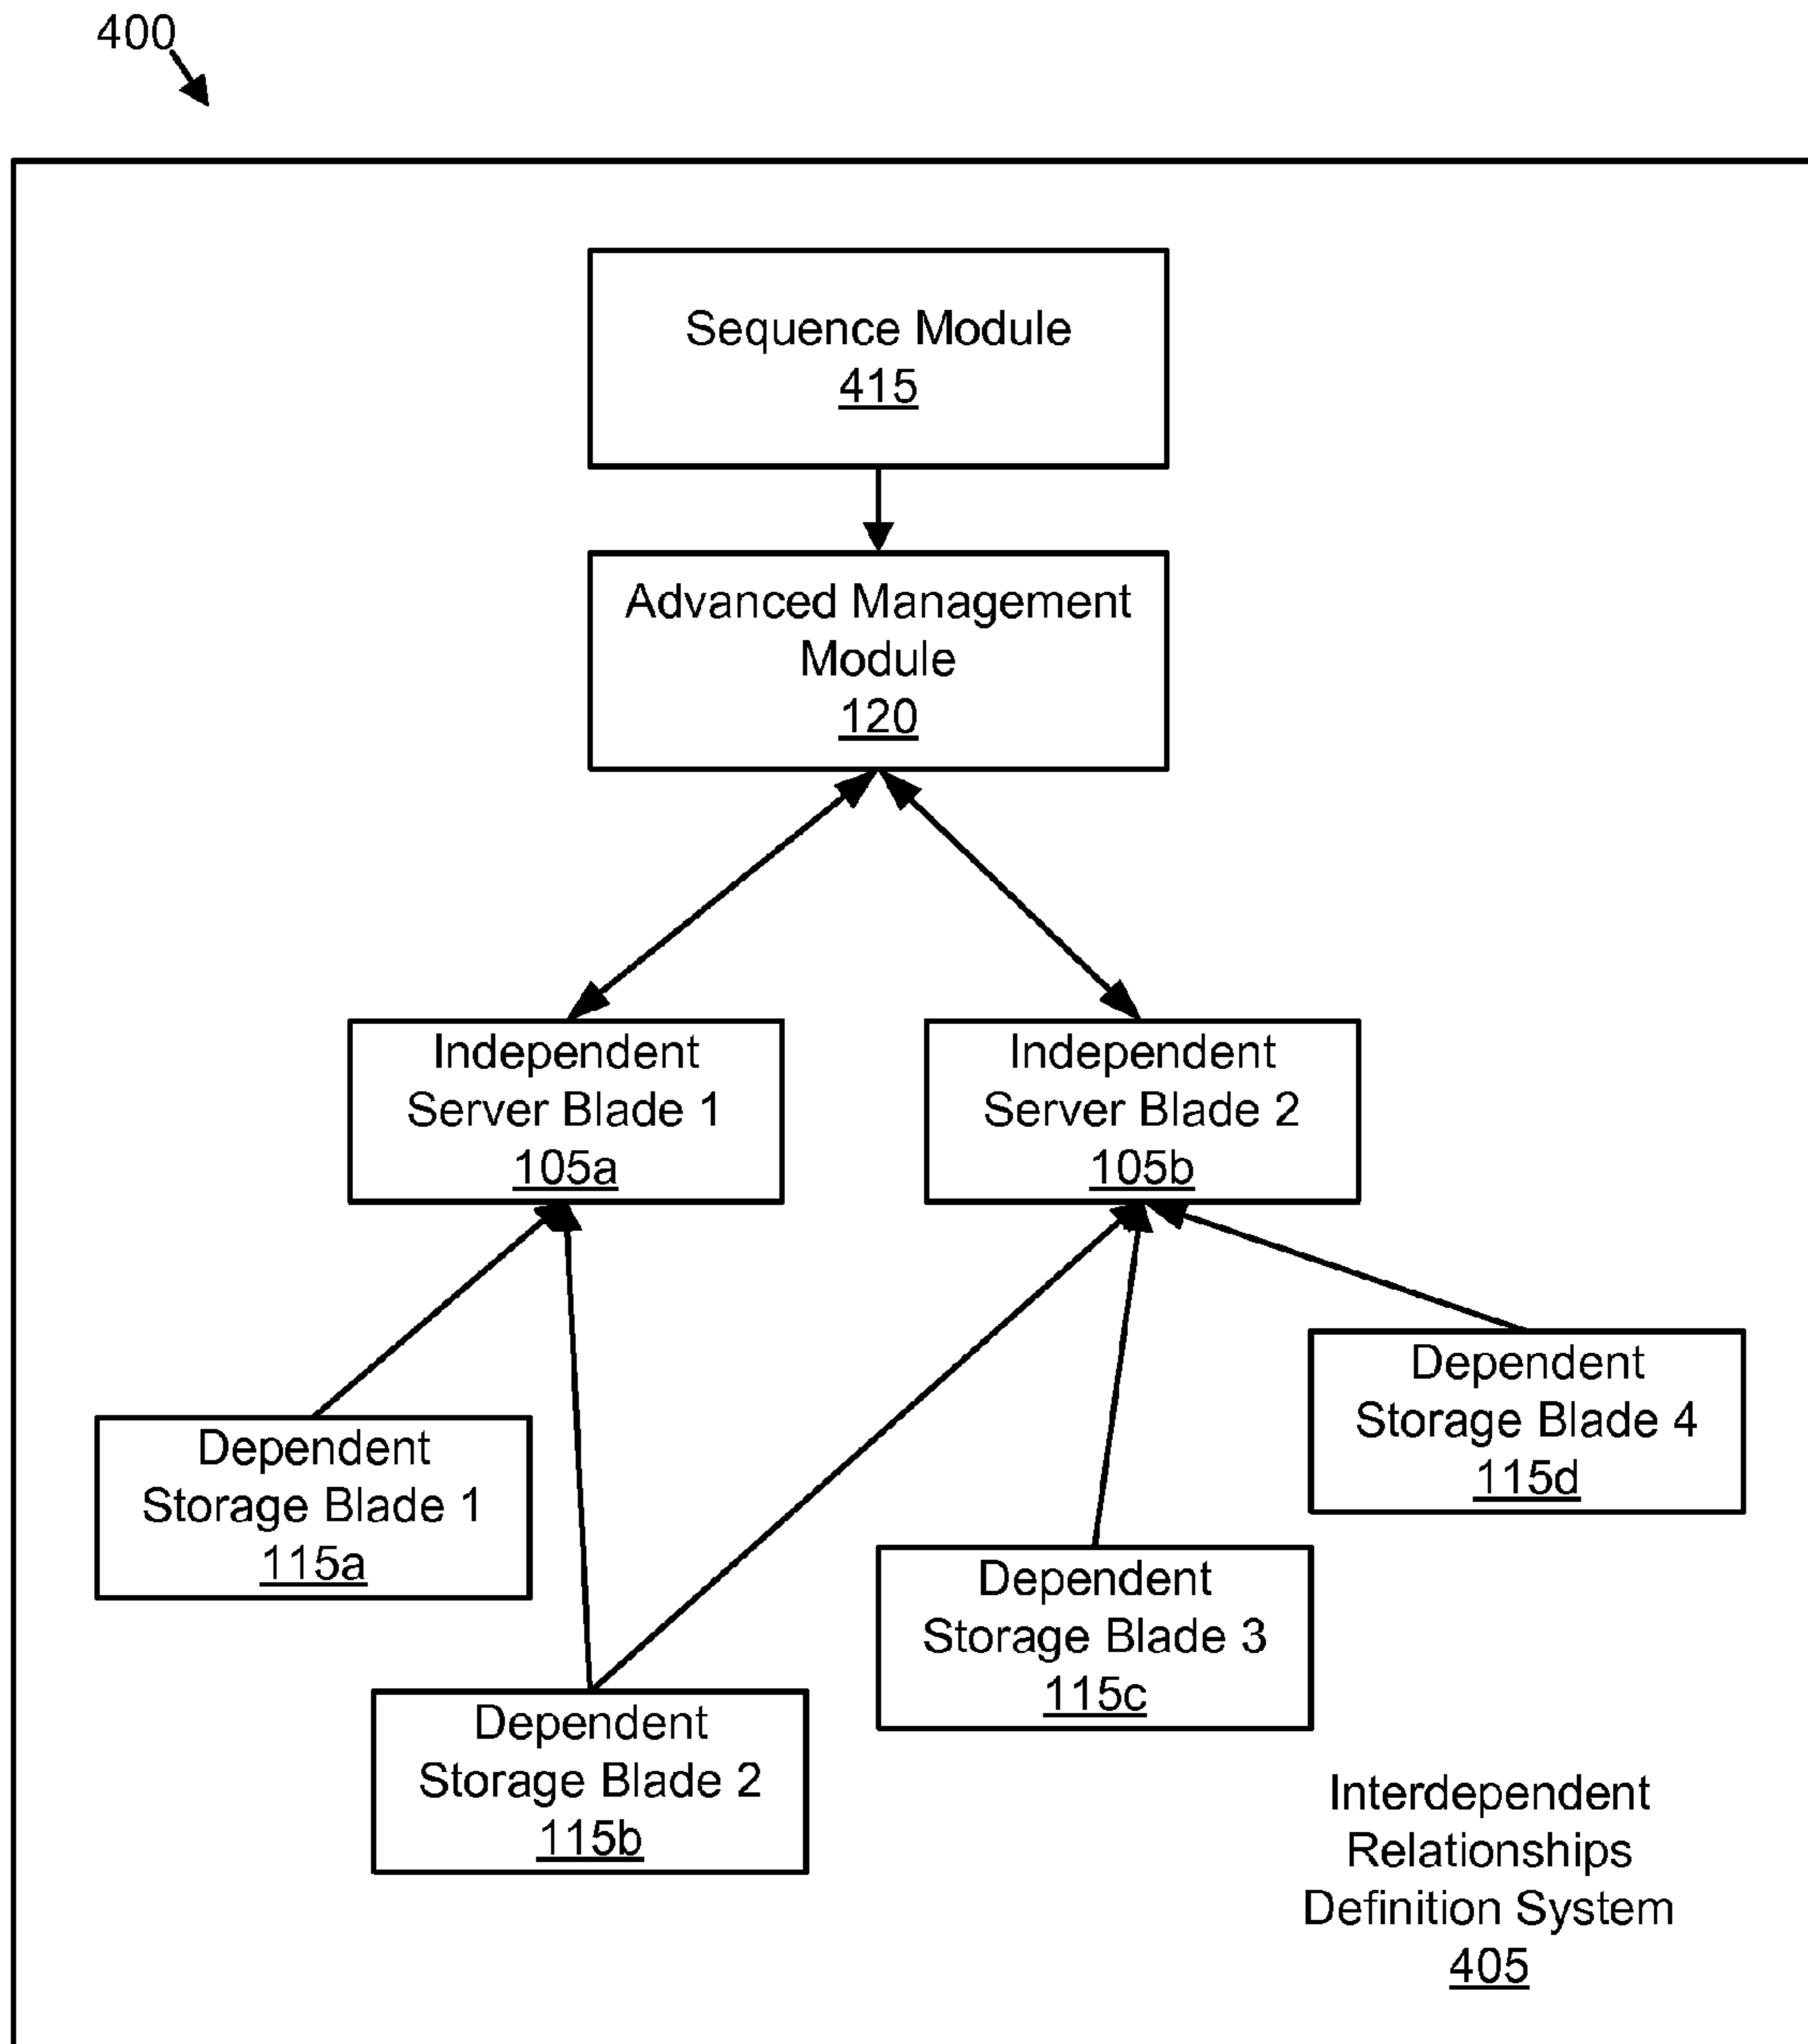 400
Sequence Module
415
Advanced Management
Module
120
Independent
Server Blade 1
105a
Independent
Server Blade 2
105b
Dependent
Storage Blade 4
115d
Dependent
Storage Blade 1
115a
Dependent
Storage Blade 3
115c
Dependent
Storage Blade 2
115b
Interdependent
Relationships
Definition System
405